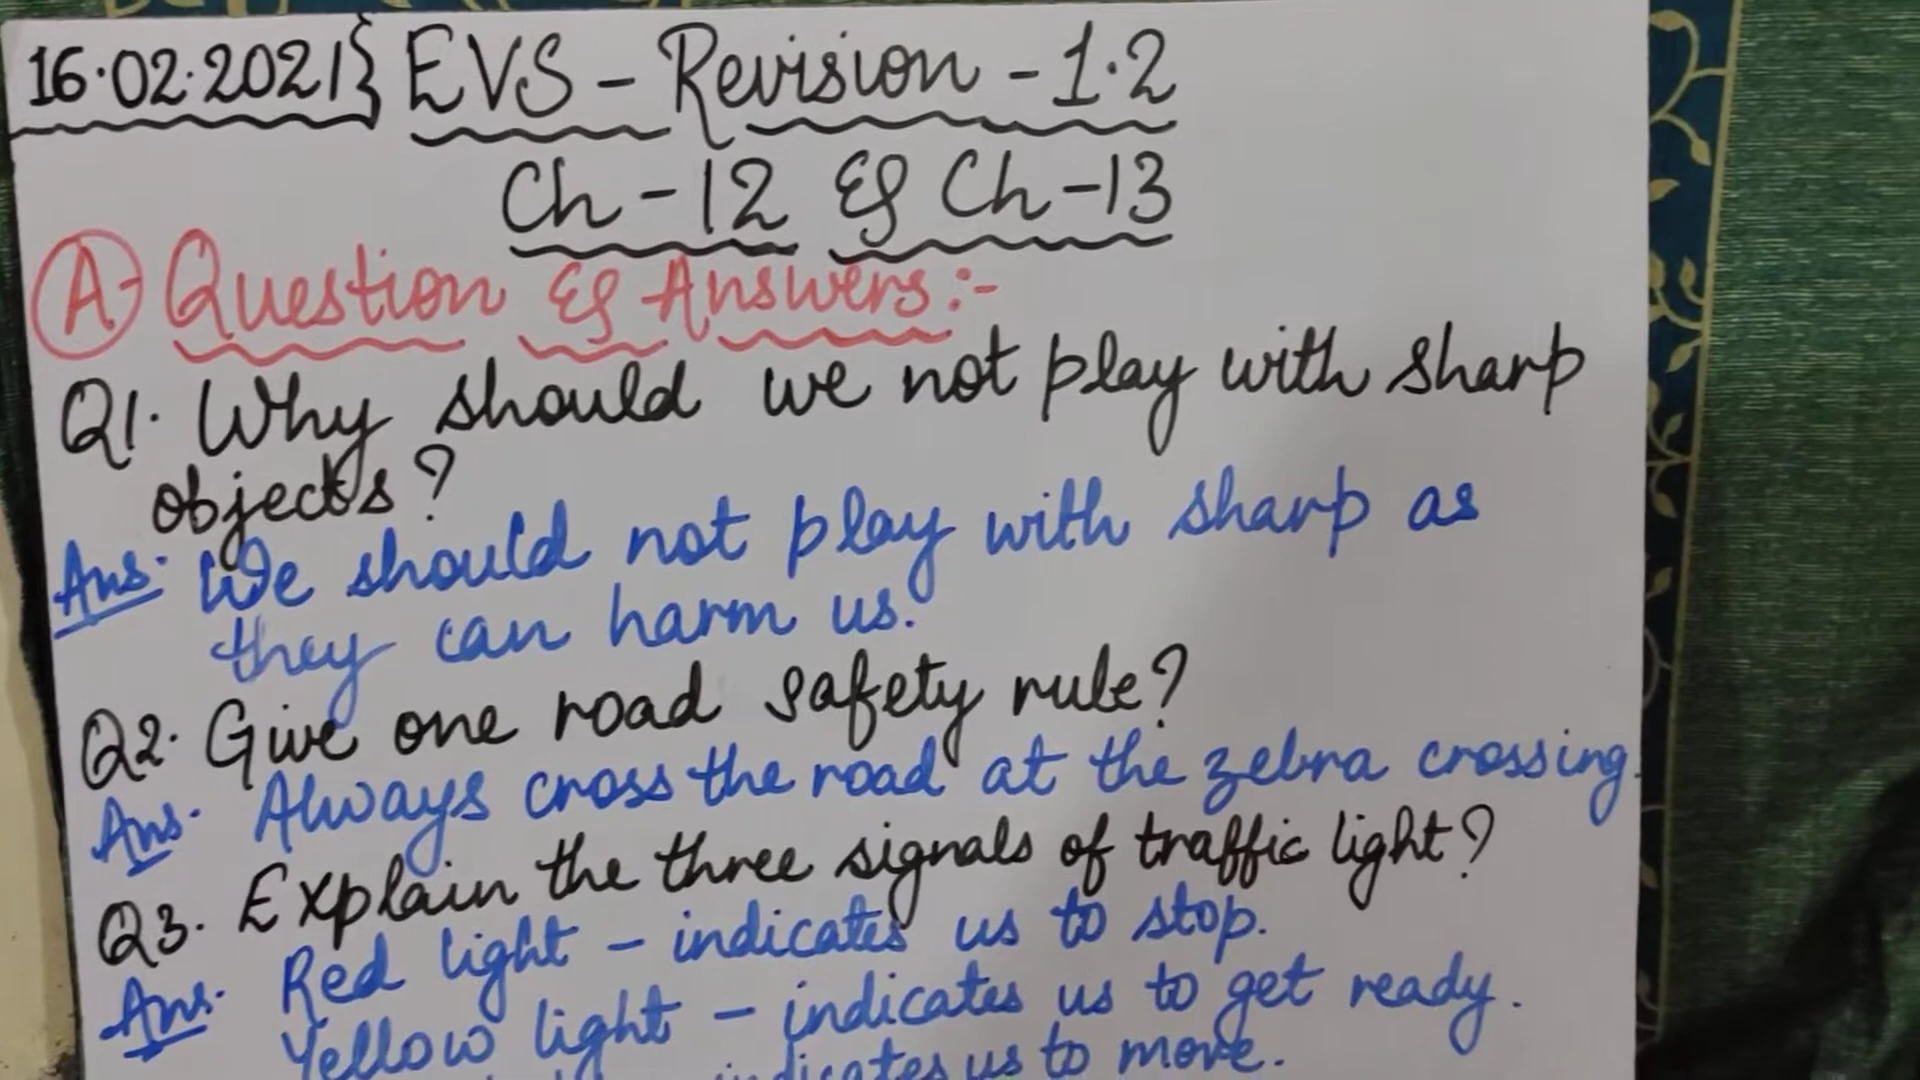 16.02.2021} EVS - Revision - 1.2
Ch - 12 & Ch - 13
A- Question & Answers:-
Q1. Why should we not play with sharp
objects?
Ans. We should not play with sharp as
they can harm us.
Q2. Give one road safety rule?
Ans. Always cross the road at the zebra crossing.
Q3. Explain the three signals of traffic light?
Ans. Red light - indicates us to stop.
Yellow light - indicates us to get ready.
indicates us to move.